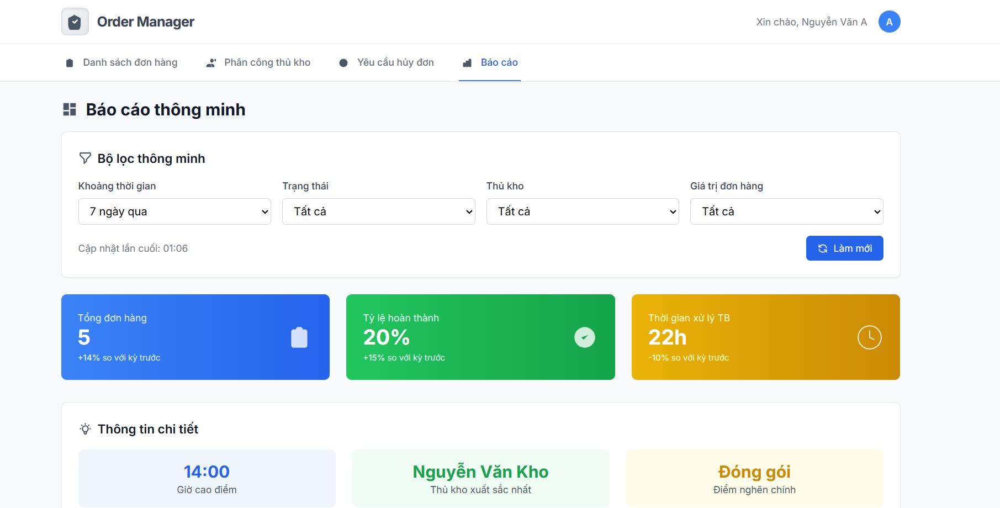 Order Manager
Xin chào, Nguyễn Văn A
A
Danh sách đơn hàng
Phân công thủ kho
Yêu cầu hủy đơn
Báo cáo
Báo cáo thông minh
Bộ lọc thông minh
Khoảng thời gian
Trạng thái
Thủ kho
Giá trị đơn hàng
7 ngày qua
Tất cả
Tất cả
Tất cả
Cập nhật lần cuối: 01:06
Làm mới
Tổng đơn hàng
5
+14% so với kỳ trước
Tỷ lệ hoàn thành
20%
+15% so với kỳ trước
Thời gian xử lý TB
22h
-10% so với kỳ trước
Thông tin chi tiết
14:00
Giờ cao điểm
Nguyễn Văn Kho
Thủ kho xuất sắc nhất
Đóng gói
Điểm nghẽn chính